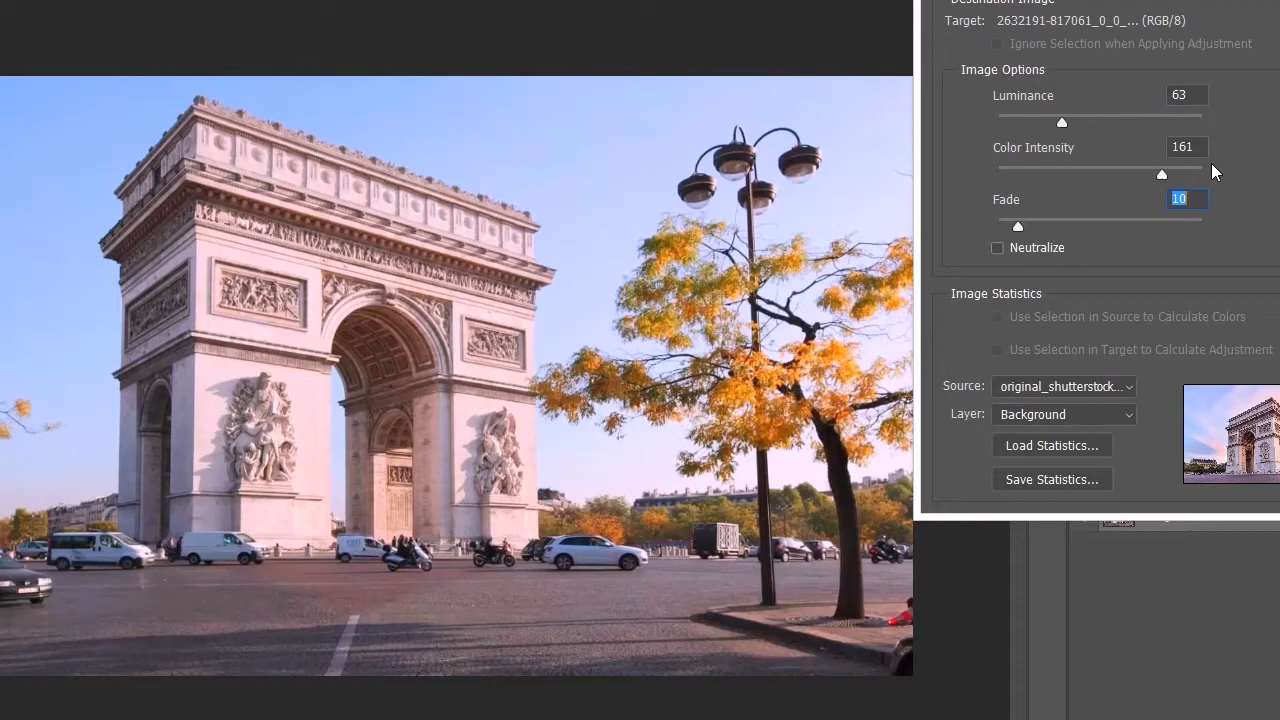 Destination Image
Target: 2632191-817061_0_0_... (RGB/8)
Ignore Selection when Applying Adjustment
Image Options
Luminance 63
Color Intensity 161
Fade 10
Neutralize
Image Statistics
Use Selection in Source to Calculate Colors
Use Selection in Target to Calculate Adjustment
Source: original_shutterstock...
Layer: Background
Load Statistics...
Save Statistics...